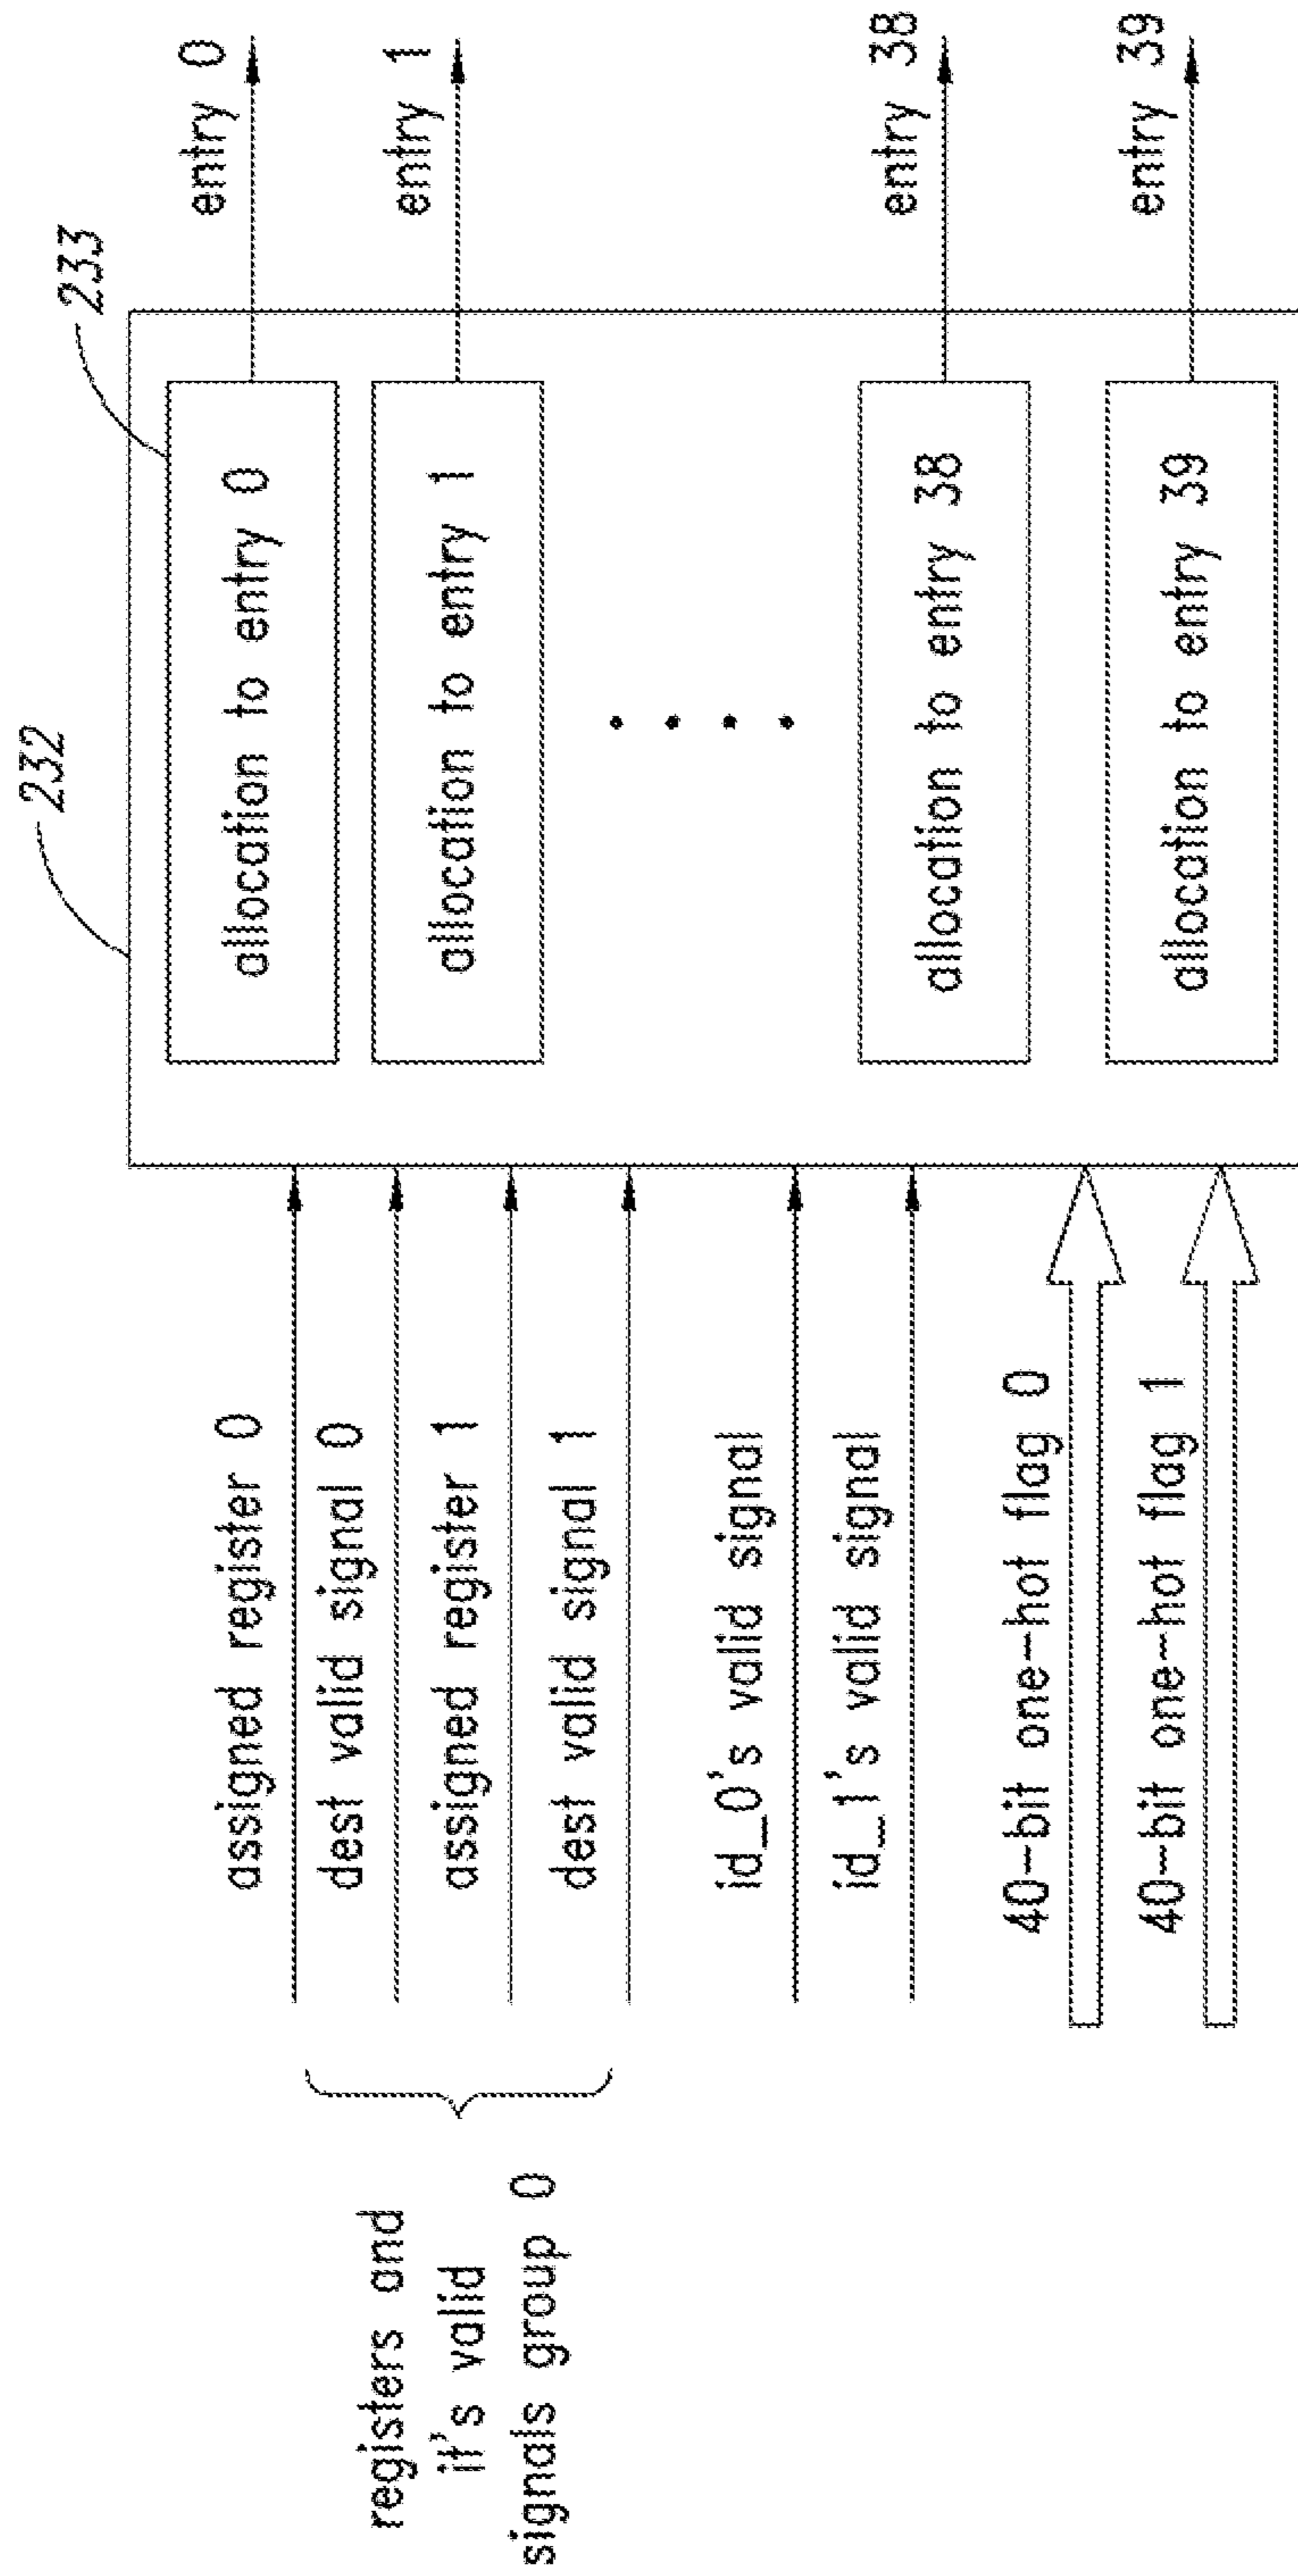 registers and
it's valid
signals group 0
assigned register 0
dest valid signal 0
assigned register 1
dest valid signal 1
id_0's valid signal
id_1's valid signal
40-bit one-hot flag 0
40-bit one-hot flag 1
232
233
allocation to entry 0
allocation to entry 1
allocation to entry 38
allocation to entry 39
entry 0
entry 1
entry 38
entry 39